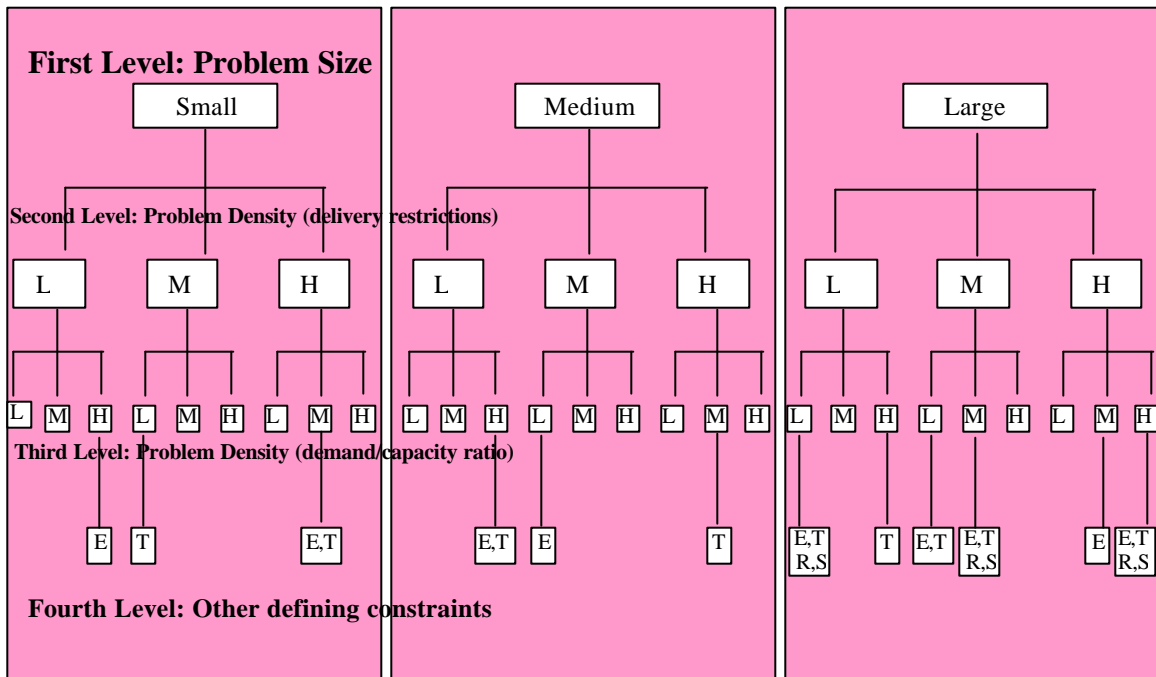 First Level: Problem Size
Small Medium Large
Second Level: Problem Density (delivery restrictions)
L M H L M H L M H
L M H L M H L M H L M H L M H L M H L M H L M H L M H
Third Level: Problem Density (demand/capacity ratio)
E T E,T E,T E T E,T T E,T E,T E E,T
R,S R,S R,S
Fourth Level: Other defining constraints